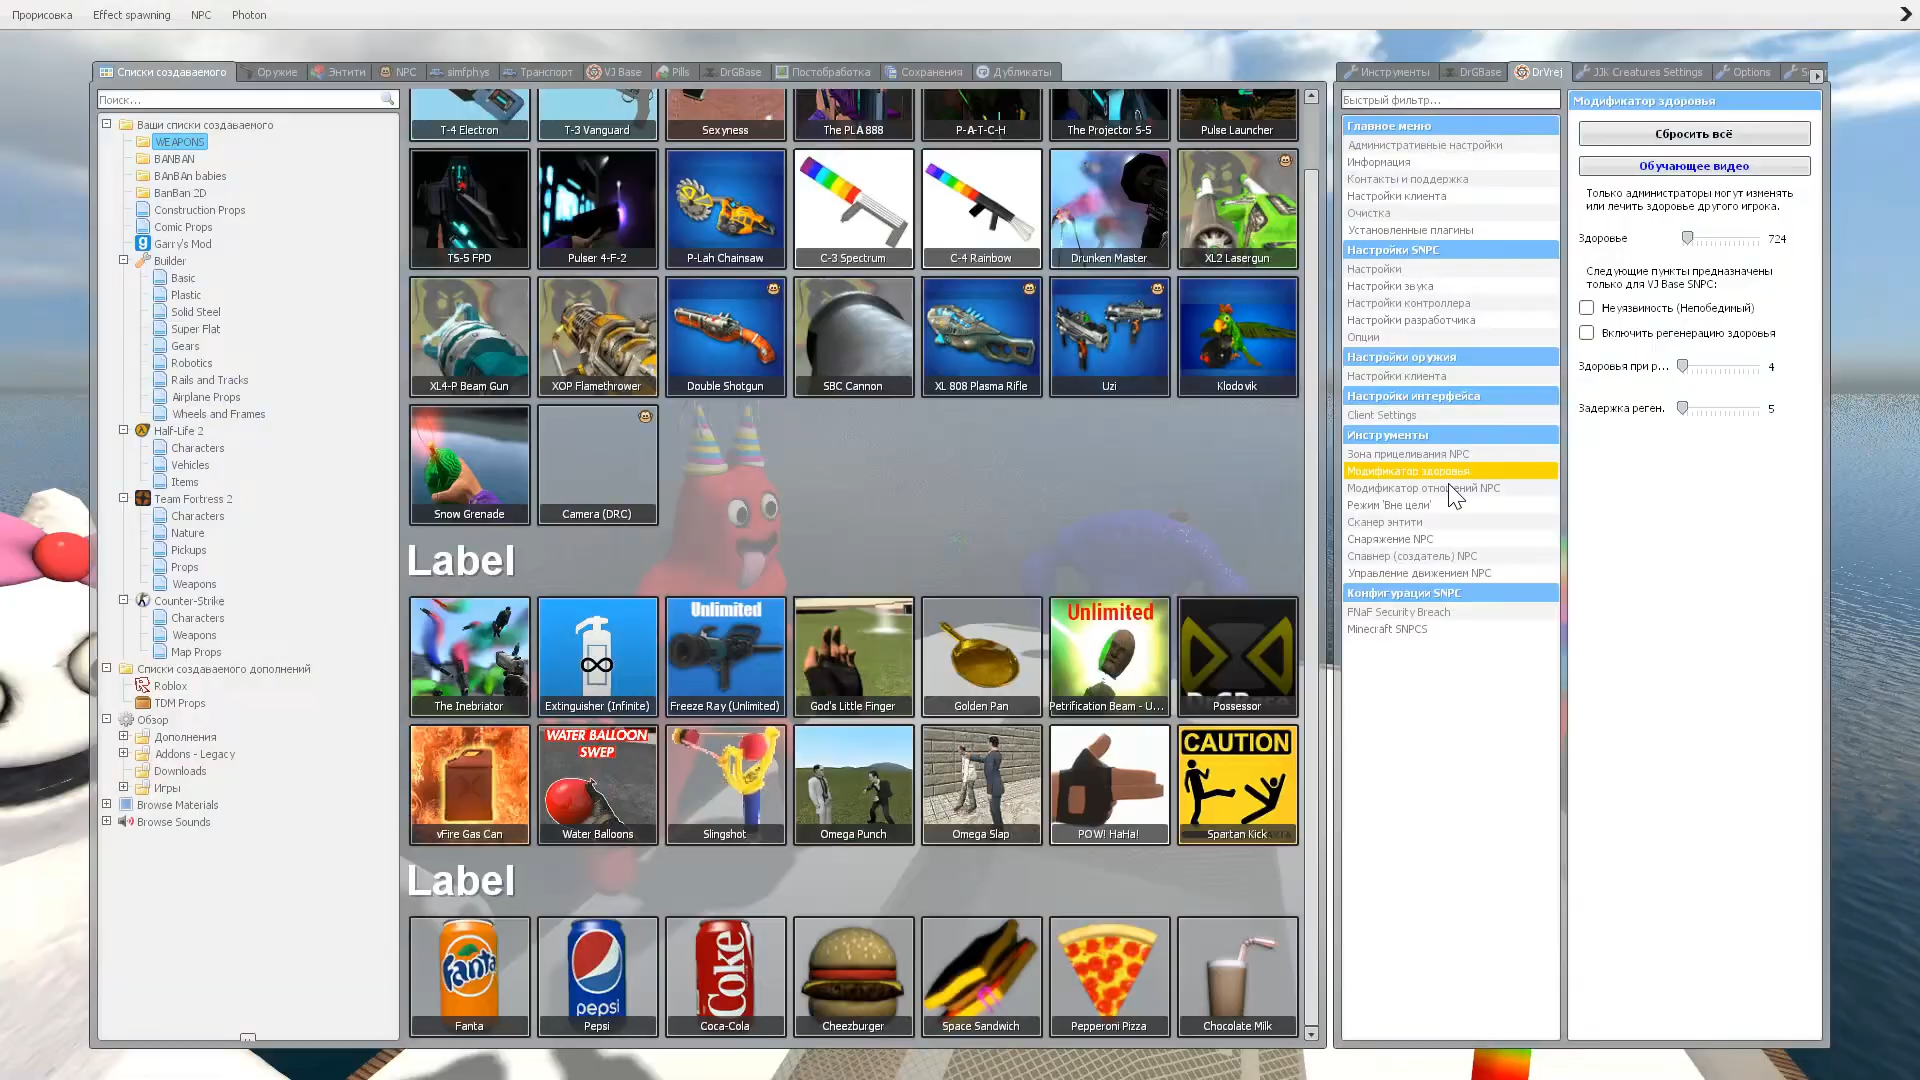 Прорисовка Effect spawning NPC Photon
Списки создаваемого Оружие Энтити NPC simfphys Транспорт VJ Base Pills DrGBase Постобработка Сохранения Дубликаты
Поиск...
Ваши списки создаваемого
WEAPONS
BANBAN
BAnBAn babies
BanBan 2D
Construction Props
Comic Props
Garry's Mod
Builder
Basic
Plastic
Solid Steel
Super Flat
Gears
Robotics
Rails and Tracks
Airplane Props
Wheels and Frames
Half-Life 2
Characters
Vehicles
Items
Team Fortress 2
Characters
Nature
Pickups
Props
Weapons
Counter-Strike
Characters
Weapons
Map Props
Списки создаваемого дополнений
Roblox
TDM Props
Обзор
Дополнения
Addons - Legacy
Downloads
Игры
Browse Materials
Browse Sounds
T-4 Electron T-3 Vanguard Sexyness The PLA 888 P-A-T-C-H The Projector S-5 Pulse Launcher
TS-5 FPD Pulser 4-F-2 P-Lah Chainsaw C-3 Spectrum C-4 Rainbow Drunken Master XL2 Lasergun
XL4-P Beam Gun XOP Flamethrower Double Shotgun SBC Cannon XL 808 Plasma Rifle Uzi Klodovik
Snow Grenade Camera (DRC)
Label
Unlimited Unlimited
The Inebriator Extinguisher (Infinite) Freeze Ray (Unlimited) God's Little Finger Golden Pan Petrification Beam - U... Possessor
WATER BALLOON
SWEP
CAUTION
vFire Gas Can Water Balloons Slingshot Omega Punch Omega Slap POW! HaHa! Spartan Kick
Label
Fanta pepsi Coke
Fanta Pepsi Coca-Cola Cheezburger Space Sandwich Pepperoni Pizza Chocolate Milk
Инструменты DrGBase DrVrej JJK Creatures Settings Options
Быстрый фильтр...
Главное меню
Административные настройки
Информация
Контакты и поддержка
Настройки клиента
Очистка
Установленные плагины
Настройки SNPC
Настройки
Настройки звука
Настройки контроллера
Настройки разработчика
Опции
Настройки оружия
Настройки клиента
Настройки интерфейса
Client Settings
Инструменты
Зона прицеливания NPC
Модификатор здоровья
Модификатор отношений NPC
Режим 'Вне цели'
Сканер энтити
Снаряжение NPC
Спавнер (создатель) NPC
Управление движением NPC
Конфигурации SNPC
FNaF Security Breach
Minecraft SNPCS
Модификатор здоровья
Сбросить всё
Обучающее видео
Только администраторы могут изменять
или лечить здоровье другого игрока.
Здоровье 724
Следующие пункты предназначены
только для VJ Base SNPC:
Неуязвимость (Непобедимый)
Включить регенерацию здоровья
Здоровья при р... 4
Задержка реген. 5